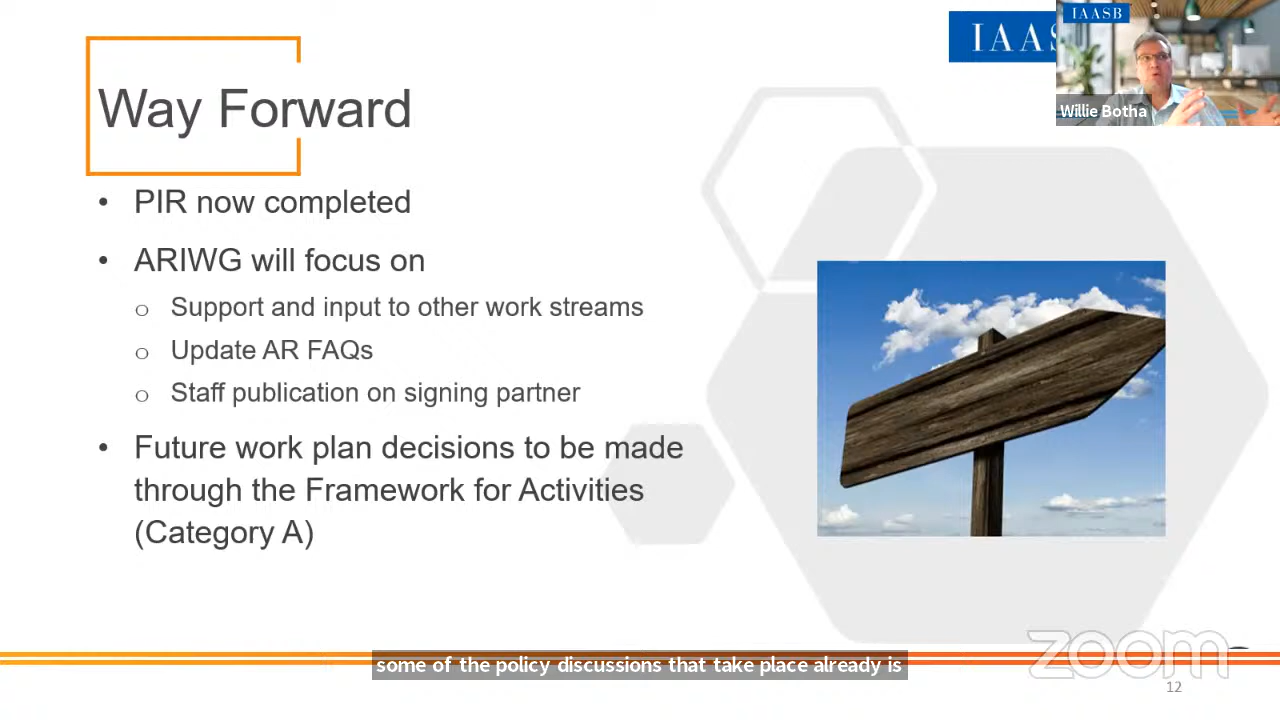 IAAS
IAASB
Willie Botha
Way Forward
• PIR now completed
• ARIWG will focus on
o Support and input to other work streams
o Update AR FAQs
o Staff publication on signing partner
• Future work plan decisions to be made
through the Framework for Activities
(Category A)
some of the policy discussions that take place already is
zoom
12